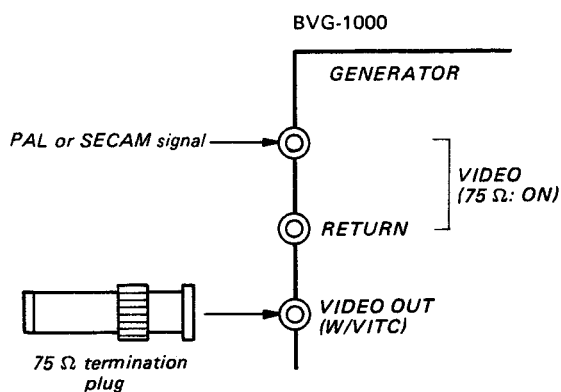 BVG-1000
GENERATOR
PAL or SECAM signal
VIDEO
(75 Ω: ON)
RETURN
VIDEO OUT
(W/VITC)
75 Ω termination
plug